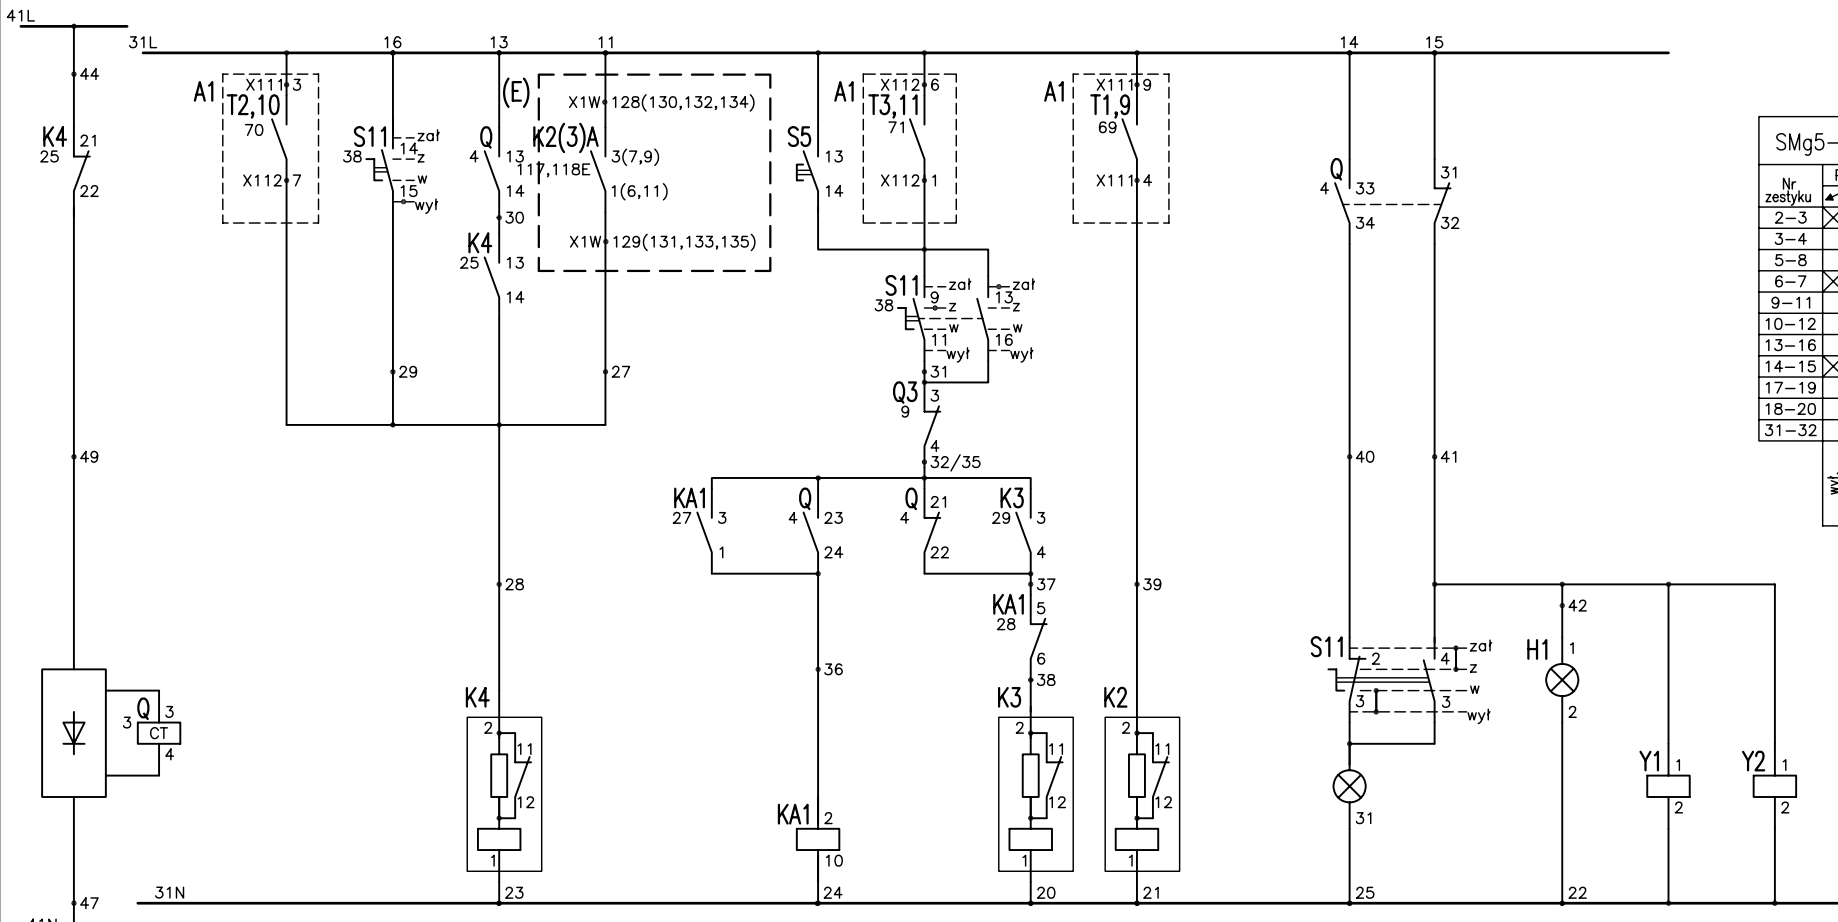 41L
31L 16 13 11 14 15
44
A1 X111 3
T2,10
70
X112 7
K4 21
25
22
S11 zał
14
38 z
w
15
wył
(E)
Q
4 13
14
30
K4
25 13
14
X1W 128(130,132,134)
K2(3)A
3(7,9)
117,118E
1(6,11)
X1W 129(131,133,135)
S5
13
14
A1 X112 6
T3,11
71
X112 1
A1 X111 9
T1,9
69
X111 4
S11 zał zał
9 13
38 z z
w w
11 16
wył wył
31
Q3 3
9
4
32/35
Q
4 33 31
34 32
SMg5-
Nr
zestyku
2-3
3-4
5-8
6-7
9-11
10-12
13-16
14-15
17-19
18-20
31-32
29 27
49 40 41
KA1 Q Q 21 K3
27 3 4 23 4 29 3
1 24 22 4
28 37 39 42
KA1 5
28
6
36 38
S11 zał
2 4
z
w
3 3
wył
H1 1
2
Q 3
3 CT
4
K4
2
11
12
1
KA1 2
10
K3
2
11
12
1
K2
2
11
12
1
31
Y1 1
2
Y2 1
2
47 31N 23 24 20 21 25 22